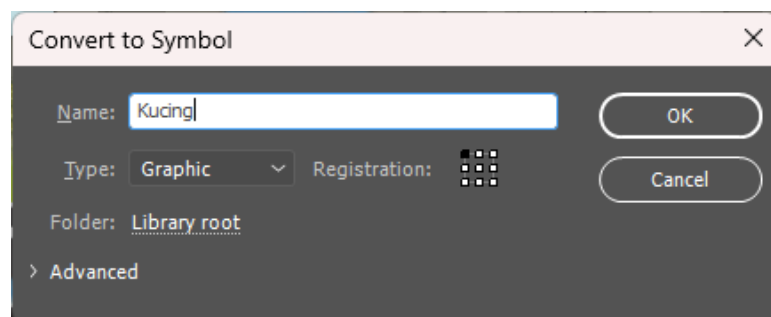 Convert to Symbol
Name: Kucing
OK
Type: Graphic Registration:
Cancel
Folder: Library root
> Advanced